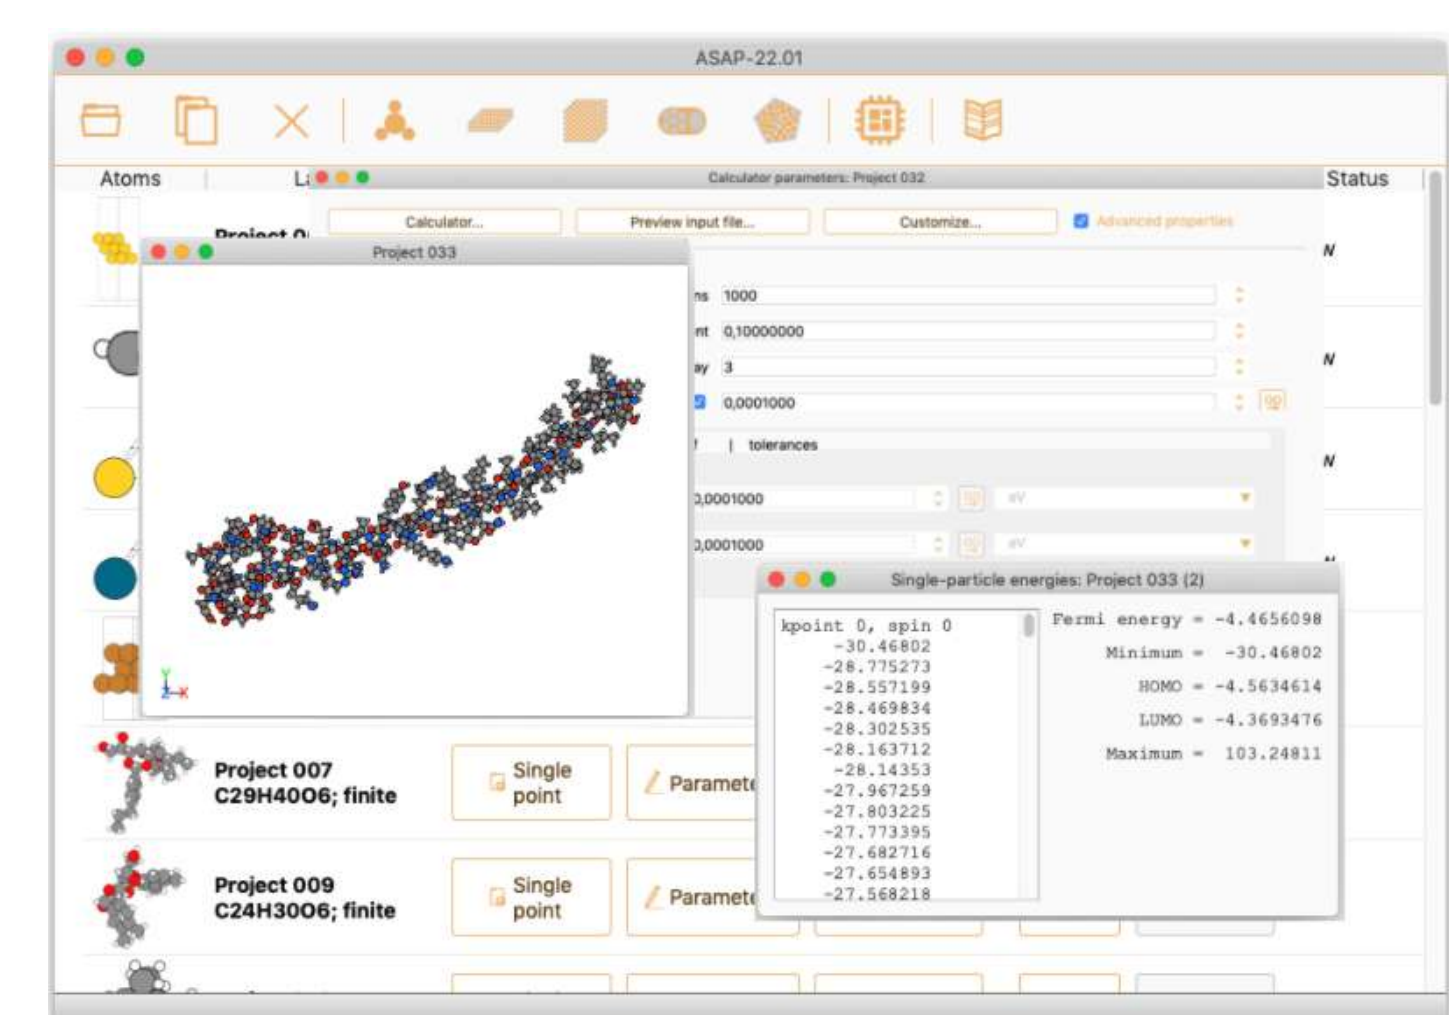 ASAP-22.01
Atoms
Status
Calculator parameters: Project 032
Calculator...
Preview input file...
Customize...
Advanced properties
Project 033
1000
0,10000000
3
0,0001000
| tolerances
0,0001000
eV
0,0001000
eV
Single-particle energies: Project 033 (2)
kpoint 0, spin 0
-30.46802
-28.775273
-28.557199
-28.469834
-28.302535
-28.163712
-28.14353
-27.967259
-27.803225
-27.773395
-27.682716
-27.654893
-27.568218
Fermi energy = -4.4656098
Minimum = -30.46802
HOMO = -4.5634614
LUMO = -4.3693476
Maximum = 103.24811
Project 007
C29H40O6; finite
Single
point
Project 009
C24H30O6; finite
Single
point